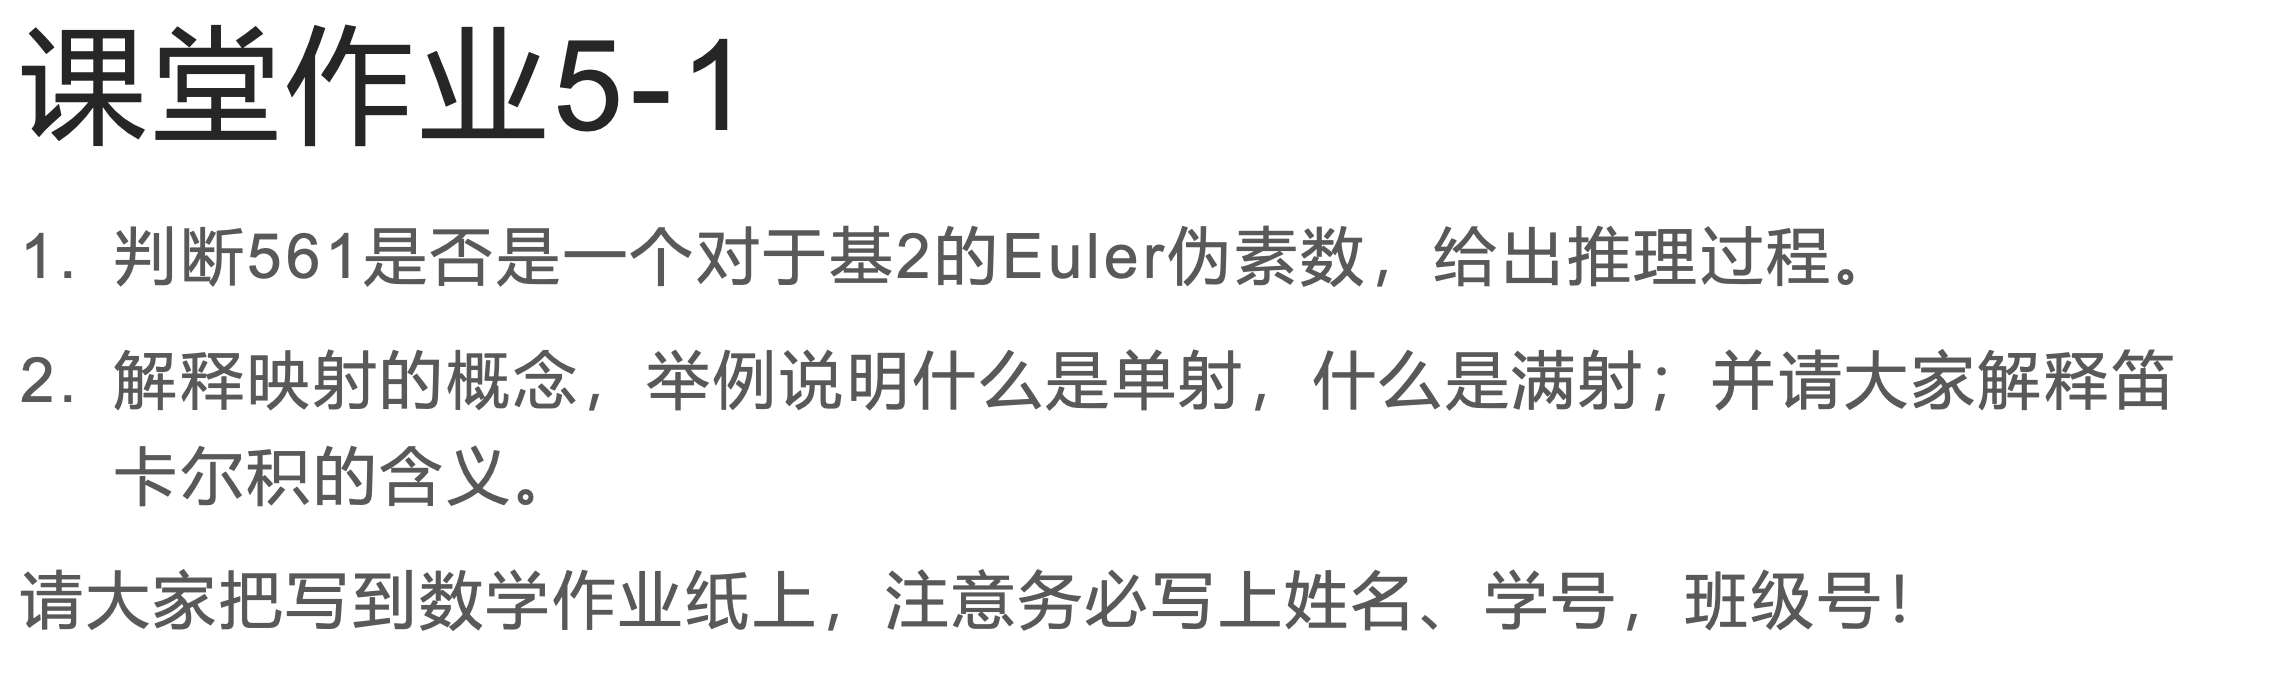 课堂作业5-1
1. 判断561是否是一个对于基2的Euler伪素数，给出推理过程。
2. 解释映射的概念，举例说明什么是单射，什么是满射；并请大家解释笛
卡尔积的含义。
请大家把写到数学作业纸上，注意务必写上姓名、学号，班级号！